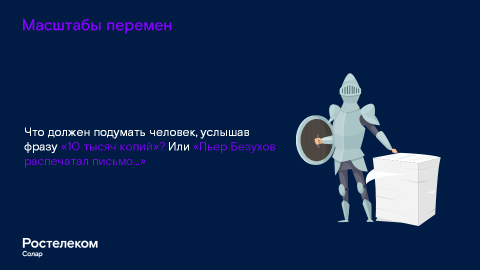 Масштабы перемен
Что должен подумать человек, услышав
фразу «10 тысяч копий»? Или «Пьер Безухов
распечатал письмо...»
Ростелеком
Солар